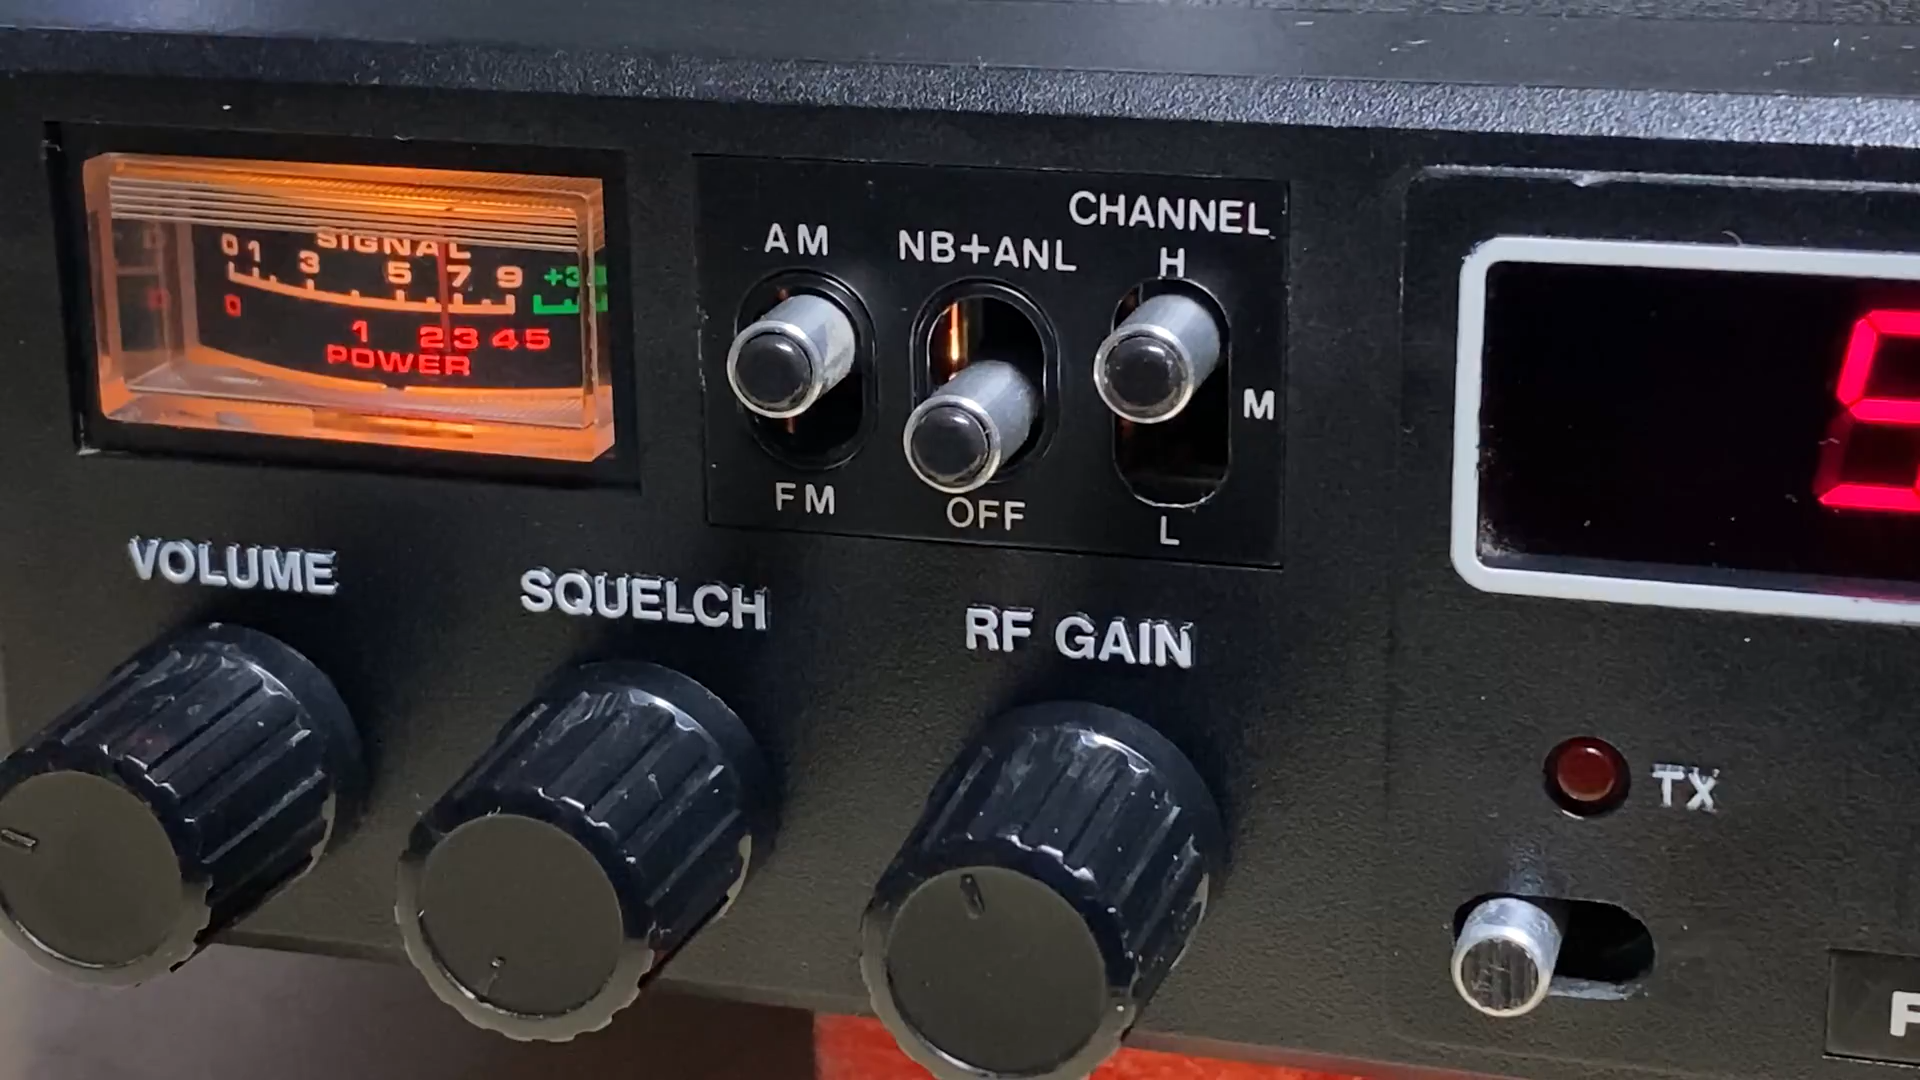 SIGNAL
0 1 3 5 7 9 +3
0 1 2 3 4 5
POWER
AM
FM
NB+ANL
OFF
CHANNEL
H
M
L
VOLUME
SQUELCH
RF GAIN
TX